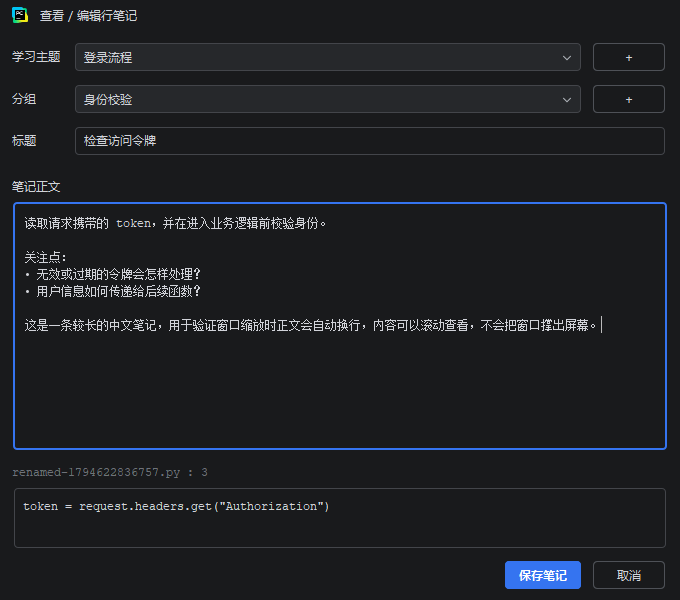 PC
查看 / 编辑行笔记
学习主题
登录流程
+
分组
身份校验
+
标题
检查访问令牌
笔记正文
读取请求携带的 token，并在进入业务逻辑前校验身份。
关注点：
• 无效或过期的令牌会怎样处理？
• 用户信息如何传递给后续函数？
这是一条较长的中文笔记，用于验证窗口缩放时正文会自动换行，内容可以滚动查看，不会把窗口撑出屏幕。
renamed-1794622836757.py : 3
token = request.headers.get("Authorization")
保存笔记
取消